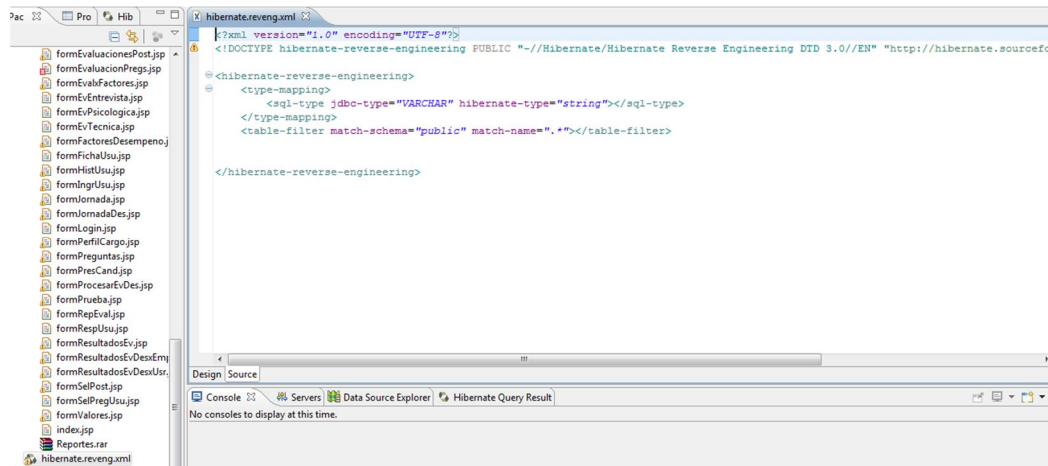 Pac Pro Hib
formEvaluacionesPost.jsp
formEvaluacionPregs.jsp
formEvalxFactores.jsp
formEvEntrevista.jsp
formEvPsicologica.jsp
formEvTecnica.jsp
formFactoresDesempeno.j
formFichaUsu.jsp
formHistUsu.jsp
formIngrUsu.jsp
formJornada.jsp
formJornadaDes.jsp
formLogin.jsp
formPerfilCargo.jsp
formPreguntas.jsp
formPresCand.jsp
formProcesarEvDes.jsp
formPrueba.jsp
formRepEval.jsp
formRespUsu.jsp
formResultadosEv.jsp
formResultadosEvDesxEmp
formResultadosEvDesxUsr.
formSelPost.jsp
formSelPregUsu.jsp
formValores.jsp
index.jsp
Reportes.rar
hibernate.reveng.xml
hibernate.reveng.xml
<?xml version="1.0" encoding="UTF-8"?>
<!DOCTYPE hibernate-reverse-engineering PUBLIC "-//Hibernate/Hibernate Reverse Engineering DTD 3.0//EN" "http://hibernate.sourcefo
<hibernate-reverse-engineering>
<type-mapping>
<sql-type jdbc-type="VARCHAR" hibernate-type="string"></sql-type>
</type-mapping>
<table-filter match-schema="public" match-name=".*"></table-filter>
</hibernate-reverse-engineering>
Design Source
Console Servers Data Source Explorer Hibernate Query Result
No consoles to display at this time.